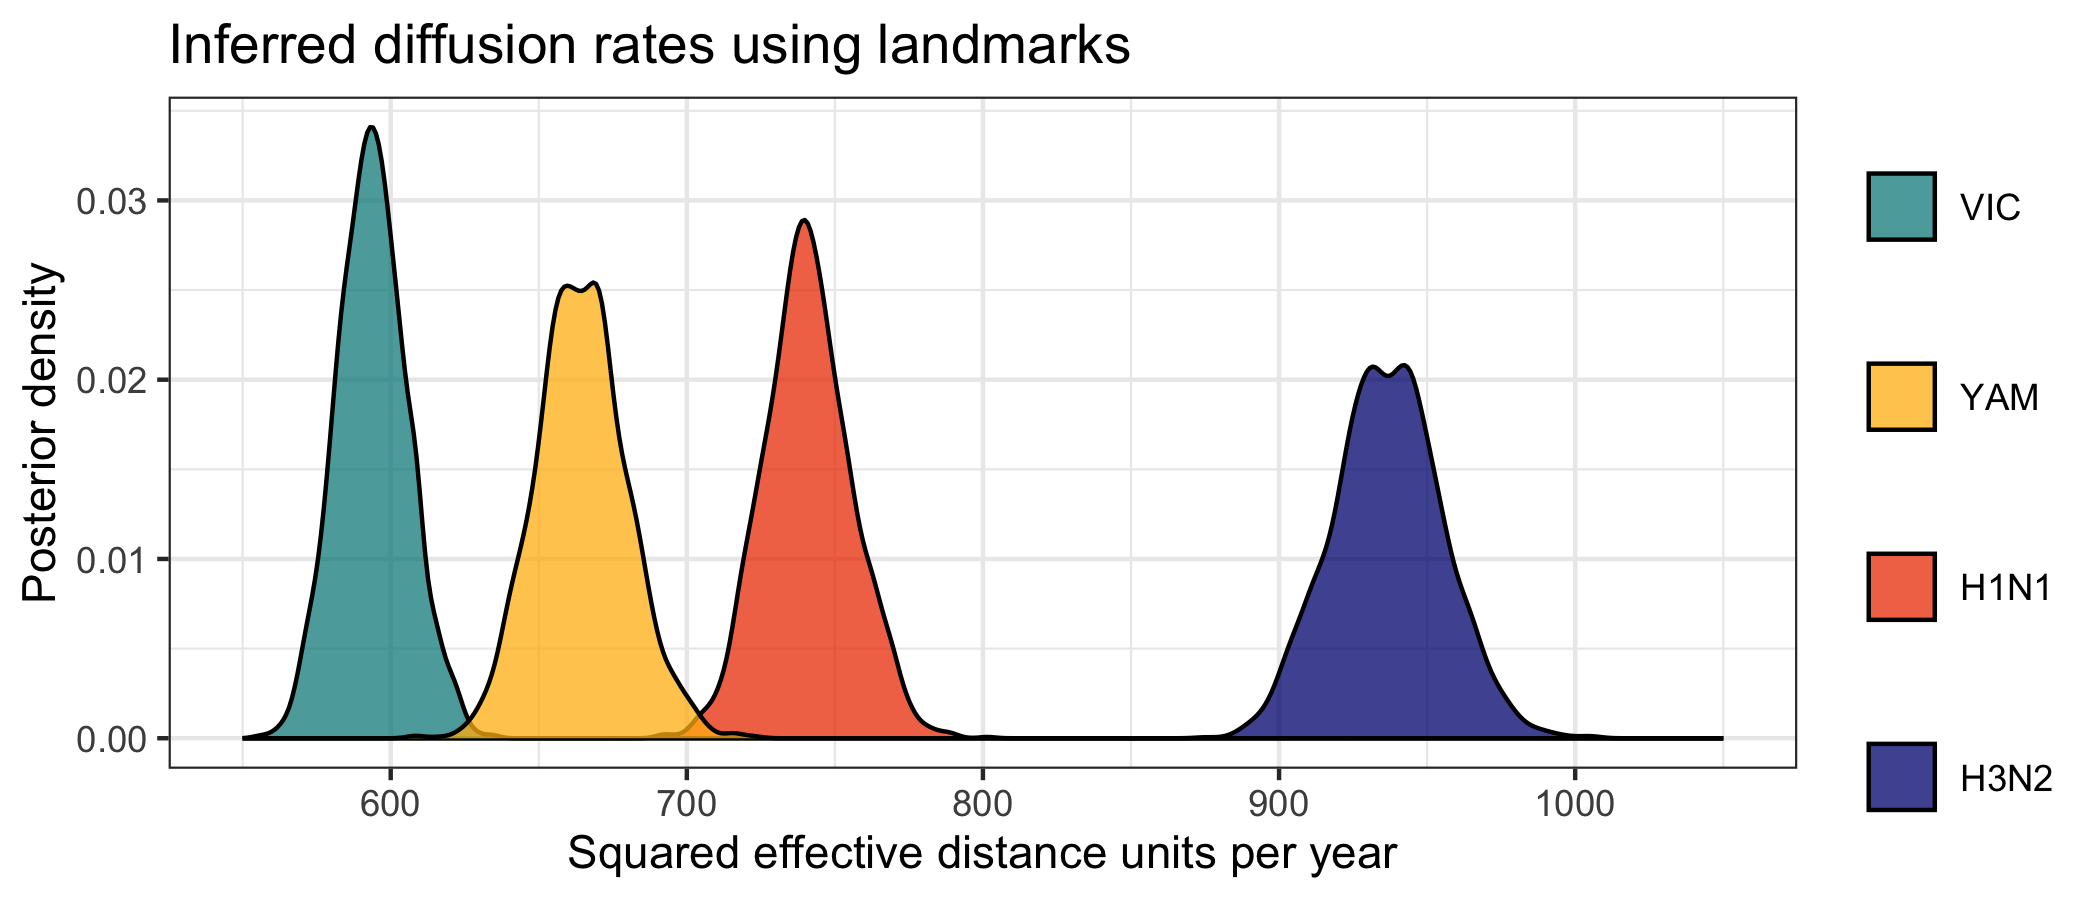 Inferred diffusion rates using landmarks
Posterior density
0.03
0.02
0.01
0.00
600 700 800 900 1000
Squared effective distance units per year
VIC
YAM
H1N1
H3N2